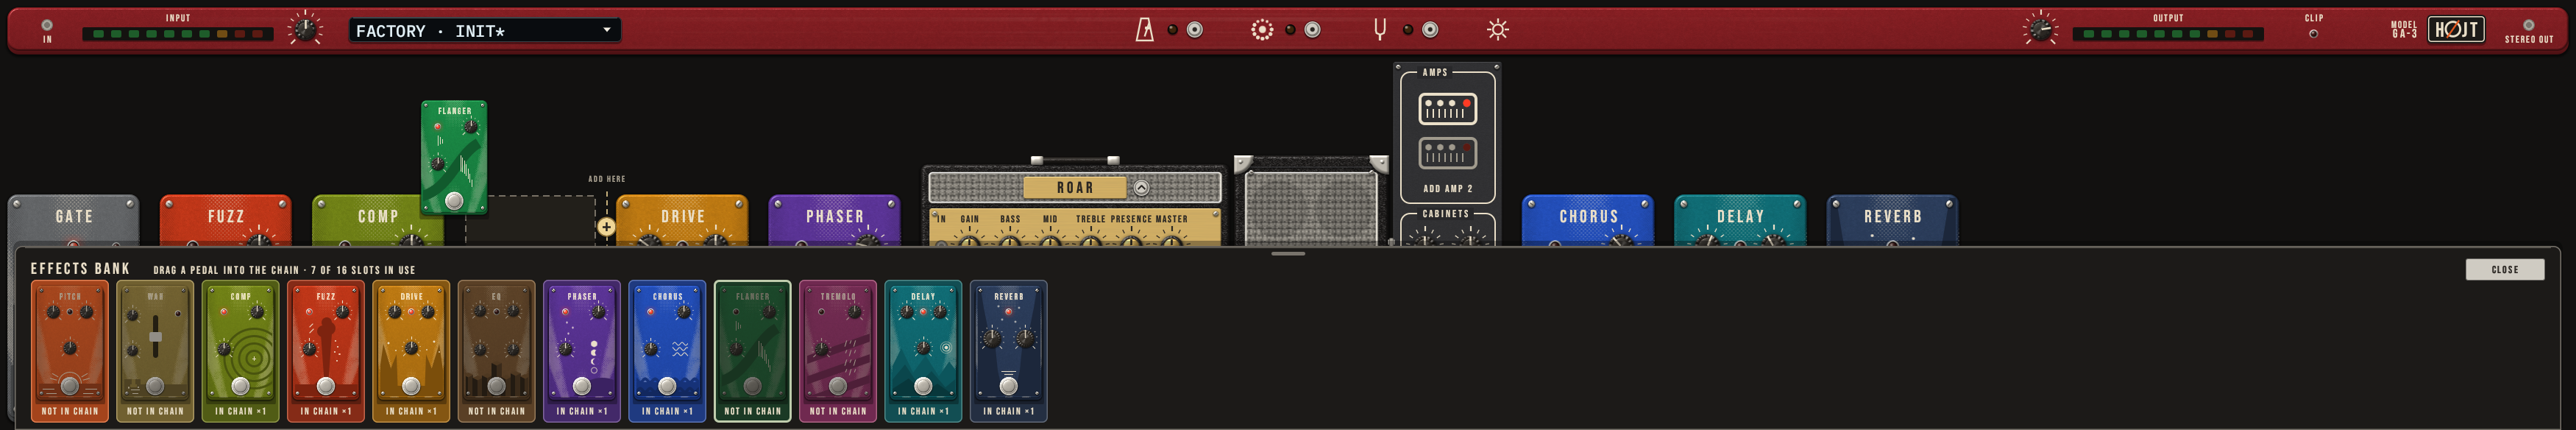 INPUT
IN
FACTORY · INIT*
OUTPUT
CLIP
MODEL
GA-3
HØJT
STEREO OUT
AMPS
ADD AMP 2
CABINETS
FLANGER
ADD HERE
GATE
FUZZ
COMP
DRIVE
PHASER
ROAR
IN GAIN BASS MID TREBLE PRESENCE MASTER
CHORUS
DELAY
REVERB
EFFECTS BANK
DRAG A PEDAL INTO THE CHAIN · 7 OF 16 SLOTS IN USE
CLOSE
PITCH
NOT IN CHAIN
WAH
NOT IN CHAIN
COMP
IN CHAIN ×1
FUZZ
IN CHAIN ×1
DRIVE
IN CHAIN ×1
EQ
NOT IN CHAIN
PHASER
IN CHAIN ×1
CHORUS
IN CHAIN ×1
FLANGER
NOT IN CHAIN
TREMOLO
NOT IN CHAIN
DELAY
IN CHAIN ×1
REVERB
IN CHAIN ×1